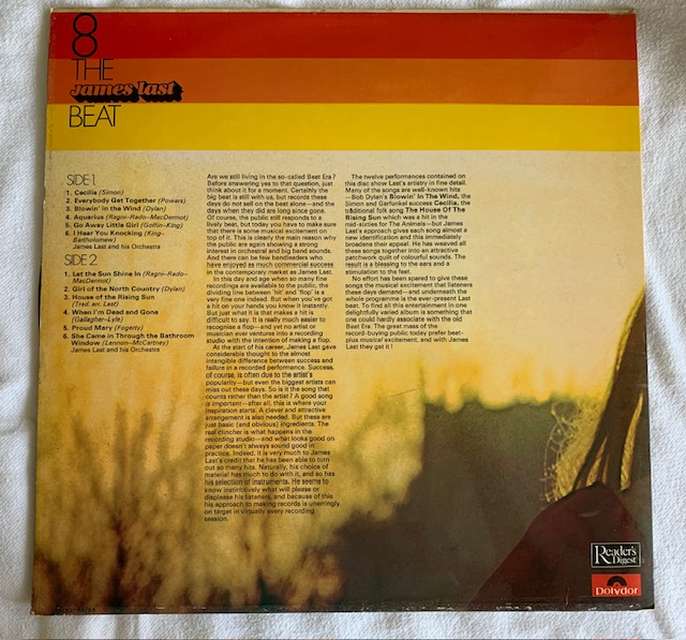 8
THE
James Last
BEAT
SIDE 1
1. Cecilia (Simon)
2. Everybody Get Together (Powers)
3. Blowin' in the Wind (Dylan)
4. Aquarius (Ragni–Rado–MacDermot)
5. Go Away Little Girl (Goffin–King)
6. I Hear You Knocking (King–
Bartholomew)
James Last and his Orchestra
SIDE 2
1. Let the Sun Shine In (Ragni–Rado–
MacDermot)
2. Girl of the North Country (Dylan)
3. House of the Rising Sun
(Trad. arr. Last)
4. When I'm Dead and Gone
(Gallagher–Lyle)
5. Proud Mary (Fogerty)
6. She Came in Through the Bathroom
Window (Lennon–McCartney)
James Last and his Orchestra
Are we still living in the so-called Beat Era?
Before answering yes to that question, just
think about it for a moment. Certainly the
big beat is still with us, but records these
days do not sell on the beat alone—and the
days when they did are long since gone.
Of course, the public still responds to a
lively beat, but today you have to make sure
that there is some musical excitement on
top of it. This is clearly the main reason why
the public are again showing a strong
interest in orchestral and big band sounds.
And there can be few bandleaders who
have enjoyed as much commercial success
in the contemporary market as James Last.
In this day and age when so many fine
recordings are available to the public, the
dividing line between 'hit' and 'flop' is a
very fine one indeed. But when you've got
a hit on your hands you know it instantly.
But just what it is that makes a hit is
difficult to say. It is really much easier to
recognise a flop—and yet no artist or
musician ever ventures into a recording
studio with the intention of making a flop.
At the start of his career, James Last gave
considerable thought to the almost
intangible difference between success and
failure in a recorded performance. Success,
of course, is often due to the artist's
popularity—but even the biggest artists can
miss out these days. So is it the song that
counts rather than the artist? A good song
is important—after all, this is where your
inspiration starts. A clever and attractive
arrangement is also needed. But these are
just basic (and obvious) ingredients. The
real clincher is what happens in the
recording studio—and what looks good on
paper doesn't always sound good in
practice. Indeed, it is very much to James
Last's credit that he has been able to turn
out so many hits. Naturally, his choice of
material has much to do with it, and so has
his selection of instruments. He seems to
know instinctively what will please or
displease his listeners, and because of this
his approach to making records is unerringly
on target in virtually every recording
session.
The twelve performances contained on
this disc show Last's artistry in fine detail.
Many of the songs are well-known hits
—Bob Dylan's Blowin' In The Wind, the
Simon and Garfunkel success Cecilia, the
traditional folk song The House Of The
Rising Sun which was a hit in the
mid-sixties for The Animals—but James
Last's approach gives each song almost a
new identification and this immediately
broadens their appeal. He has weaved all
these songs together into an attractive
patchwork quilt of colourful sounds. The
result is a blessing to the ears and a
stimulation to the feet.
No effort has been spared to give these
songs the musical excitement that listeners
these days demand—and underneath the
whole programme is the ever-present Last
beat. To find all this entertainment in one
delightfully varied album is something that
one could hardly associate with the old
Beat Era. The great mass of the
record-buying public today prefer beat-
plus musical excitement, and with James
Last they get it!
Reader's
Digest
Polydor